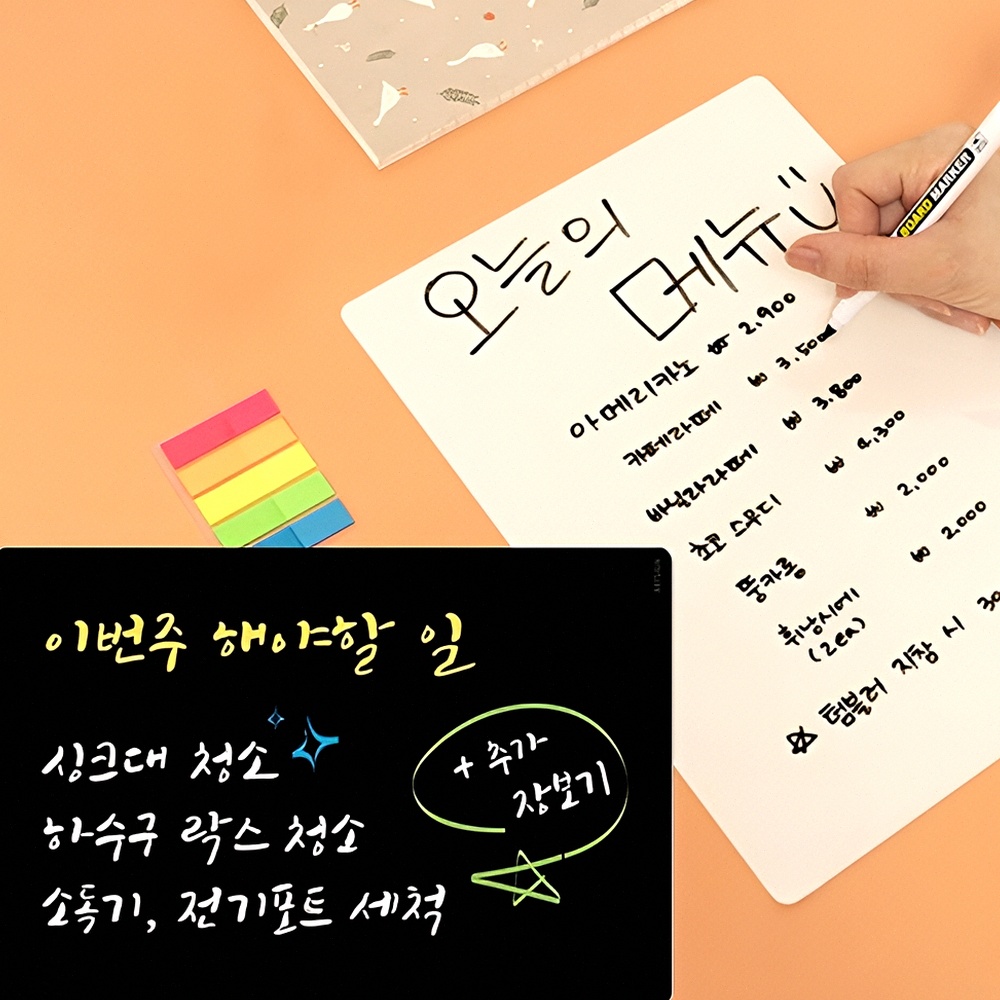 오늘의
메뉴
아메리카노 ₩ 2.900
카페라떼 ₩ 3.500
바닐라라떼 ₩ 3.800
초코 스무디 ₩ 4.300
뚱카롱 ₩ 2.000
휘낭시에 ₩ 2.000
(2ea)
☆ 텀블러 지참 시 30
BOARD MARKER
이번주 해야할 일
싱크대 청소
하수구 락스 청소
소독기, 전기포트 세척
+ 추가
장보기